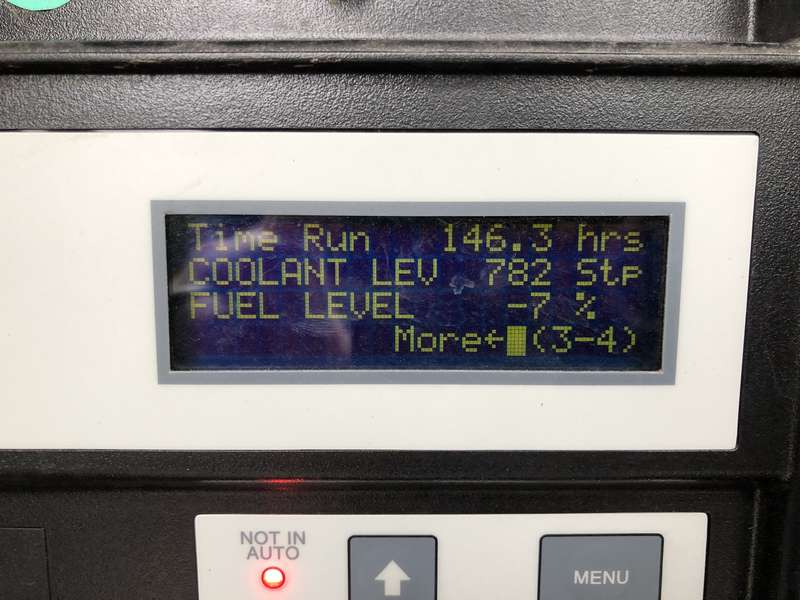 Time Run 146.3 hrs
COOLANT LEV 782 Stp
FUEL LEVEL -7 %
More←█(3-4)
NOT IN
AUTO
MENU